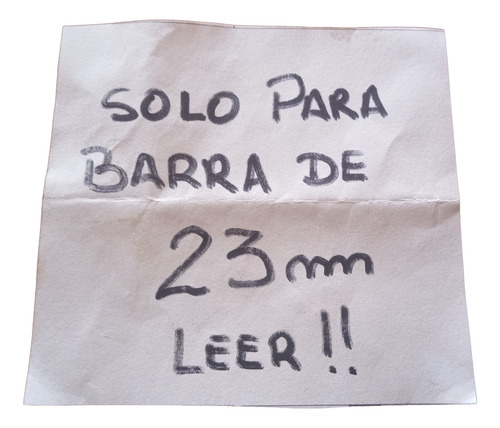 SOLO PARA
BARRA DE
23mm
LEER!!